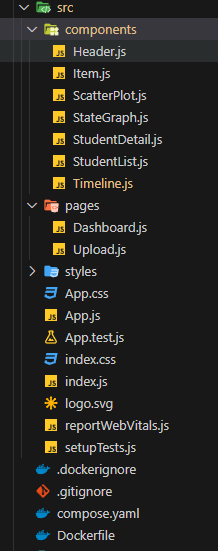 src
components
Header.js
Item.js
ScatterPlot.js
StateGraph.js
StudentDetail.js
StudentList.js
Timeline.js
pages
Dashboard.js
Upload.js
styles
App.css
App.js
App.test.js
index.css
index.js
logo.svg
reportWebVitals.js
setupTests.js
.dockerignore
.gitignore
compose.yaml
Dockerfile